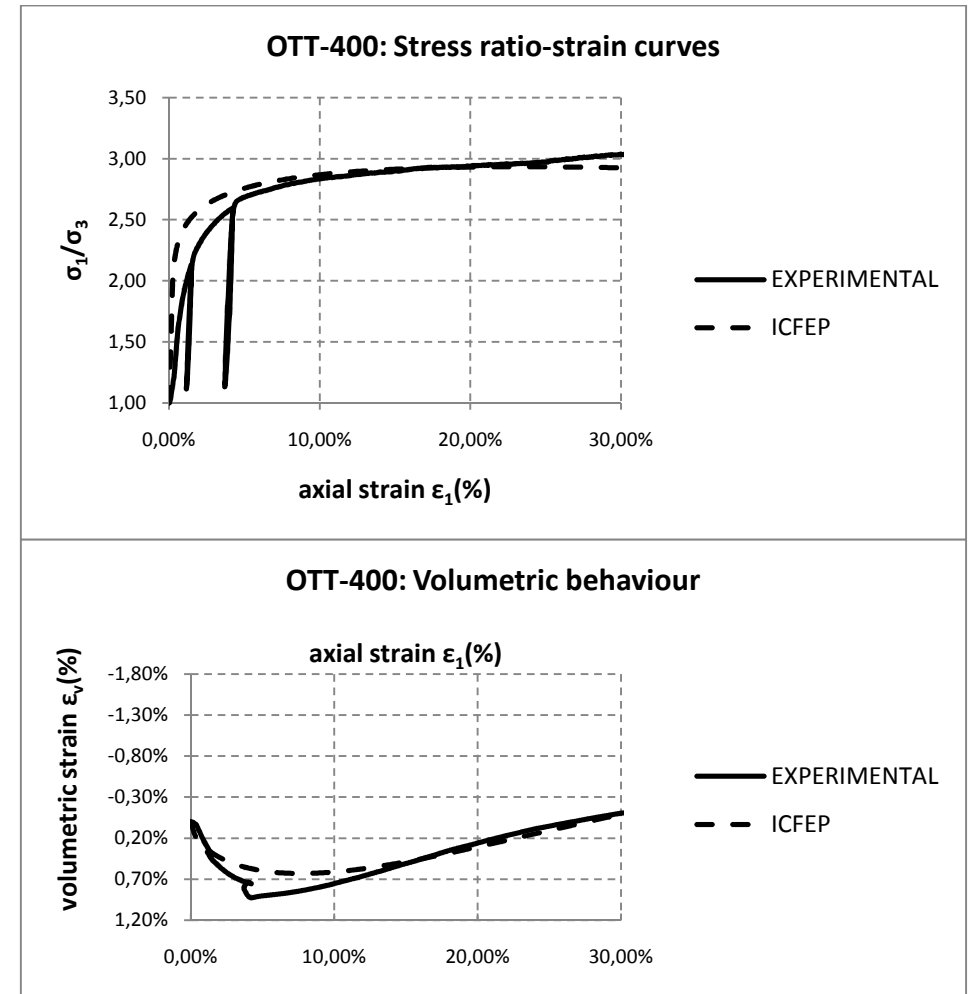 OTT-400: Stress ratio-strain curves
3,50
3,00
2,50
2,00
1,50
1,00
σ1/σ3
0,00% 10,00% 20,00% 30,00%
axial strain ε1(%)
EXPERIMENTAL
ICFEP
OTT-400: Volumetric behaviour
axial strain ε1(%)
volumetric strain εv(%)
-1,80%
-1,30%
-0,80%
-0,30%
0,20%
0,70%
1,20%
0,00% 10,00% 20,00% 30,00%
EXPERIMENTAL
ICFEP